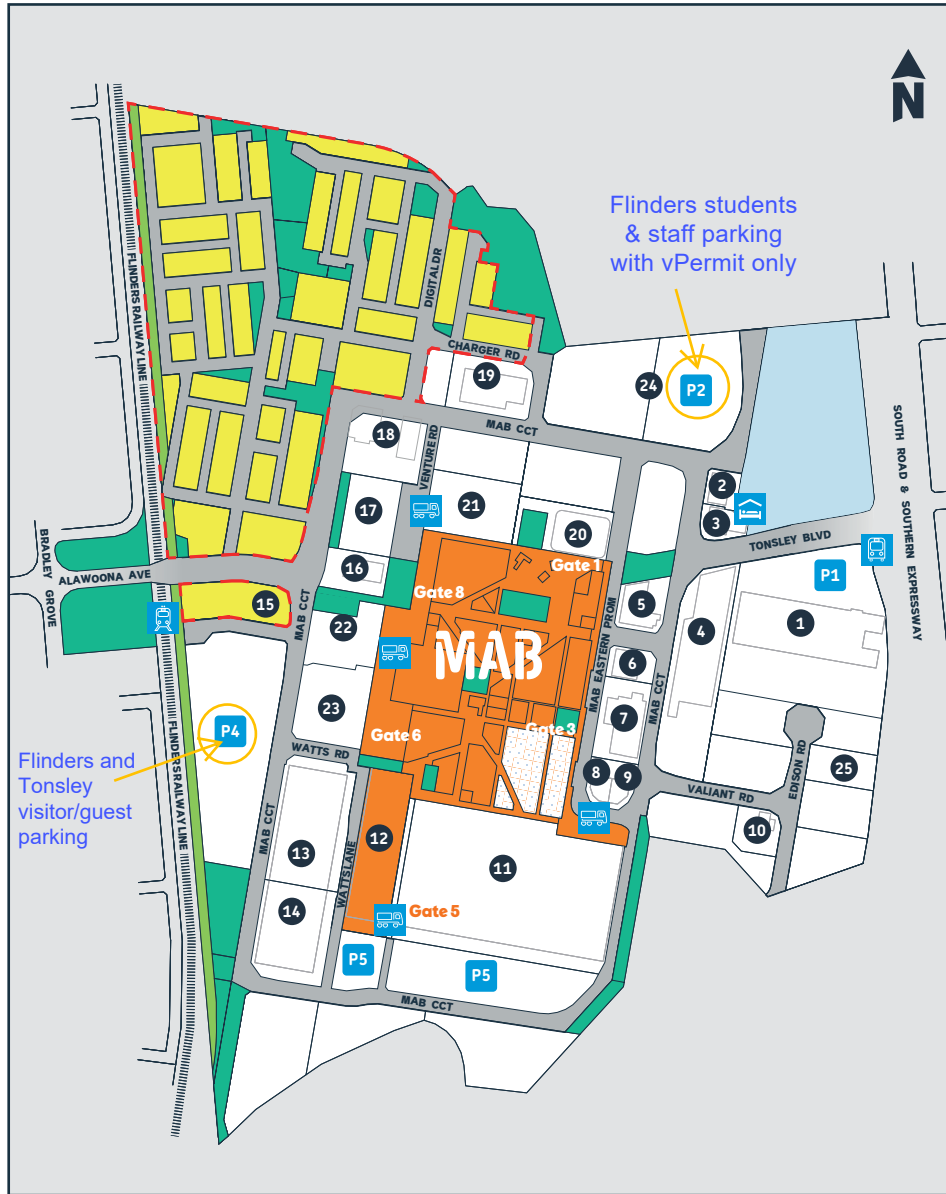 N
Flinders students
& staff parking
with vPermit only
FLINDERS RAILWAY LINE
DIGITAL DR
CHARGER RD
19
24
P2
SOUTH ROAD & SOUTHERN EXPRESSWAY
18
VENTURE RD
MAB CCT
2
3
17
21
20
TONSLEY BLVD
BRADLEY GROVE
ALAWOONA AVE
16
Gate 8
Gate 1
P1
15
MAB CCT
22
MAB
MAB EASTERN PROM
5
4
1
6
MAB CCT
23
Gate 6
Gate 3
7
P4
Flinders and
Tonsley
visitor/guest
parking
WATTS RD
8
9
VALIANT RD
EDISON RD
25
FLINDERS RAILWAY LINE
MAB CCT
13
12
10
11
14
WATTS LANE
Gate 5
P5
P5
MAB CCT